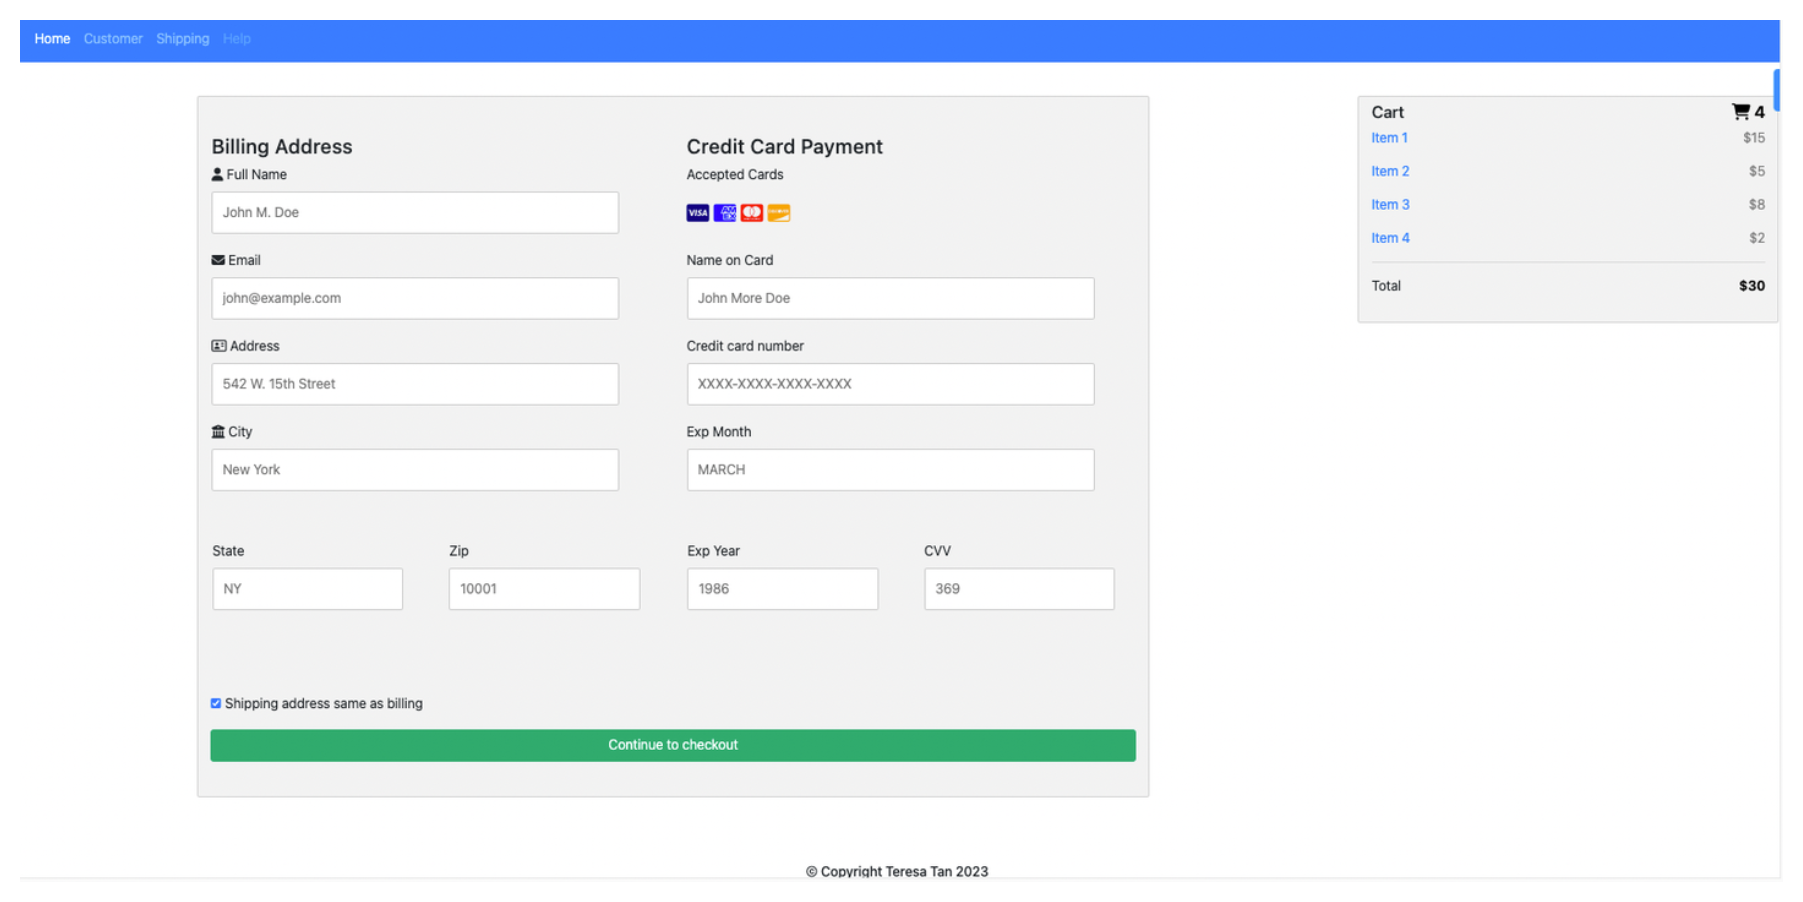 Home Customer Shipping Help
Billing Address
Full Name
John M. Doe
Email
john@example.com
Address
542 W. 15th Street
City
New York
State Zip
NY 10001
Credit Card Payment
Accepted Cards
VISA
Name on Card
John More Doe
Credit card number
XXXX-XXXX-XXXX-XXXX
Exp Month
MARCH
Exp Year CVV
1986 369
Shipping address same as billing
Continue to checkout
Cart 4
Item 1 $15
Item 2 $5
Item 3 $8
Item 4 $2
Total $30
© Copyright Teresa Tan 2023